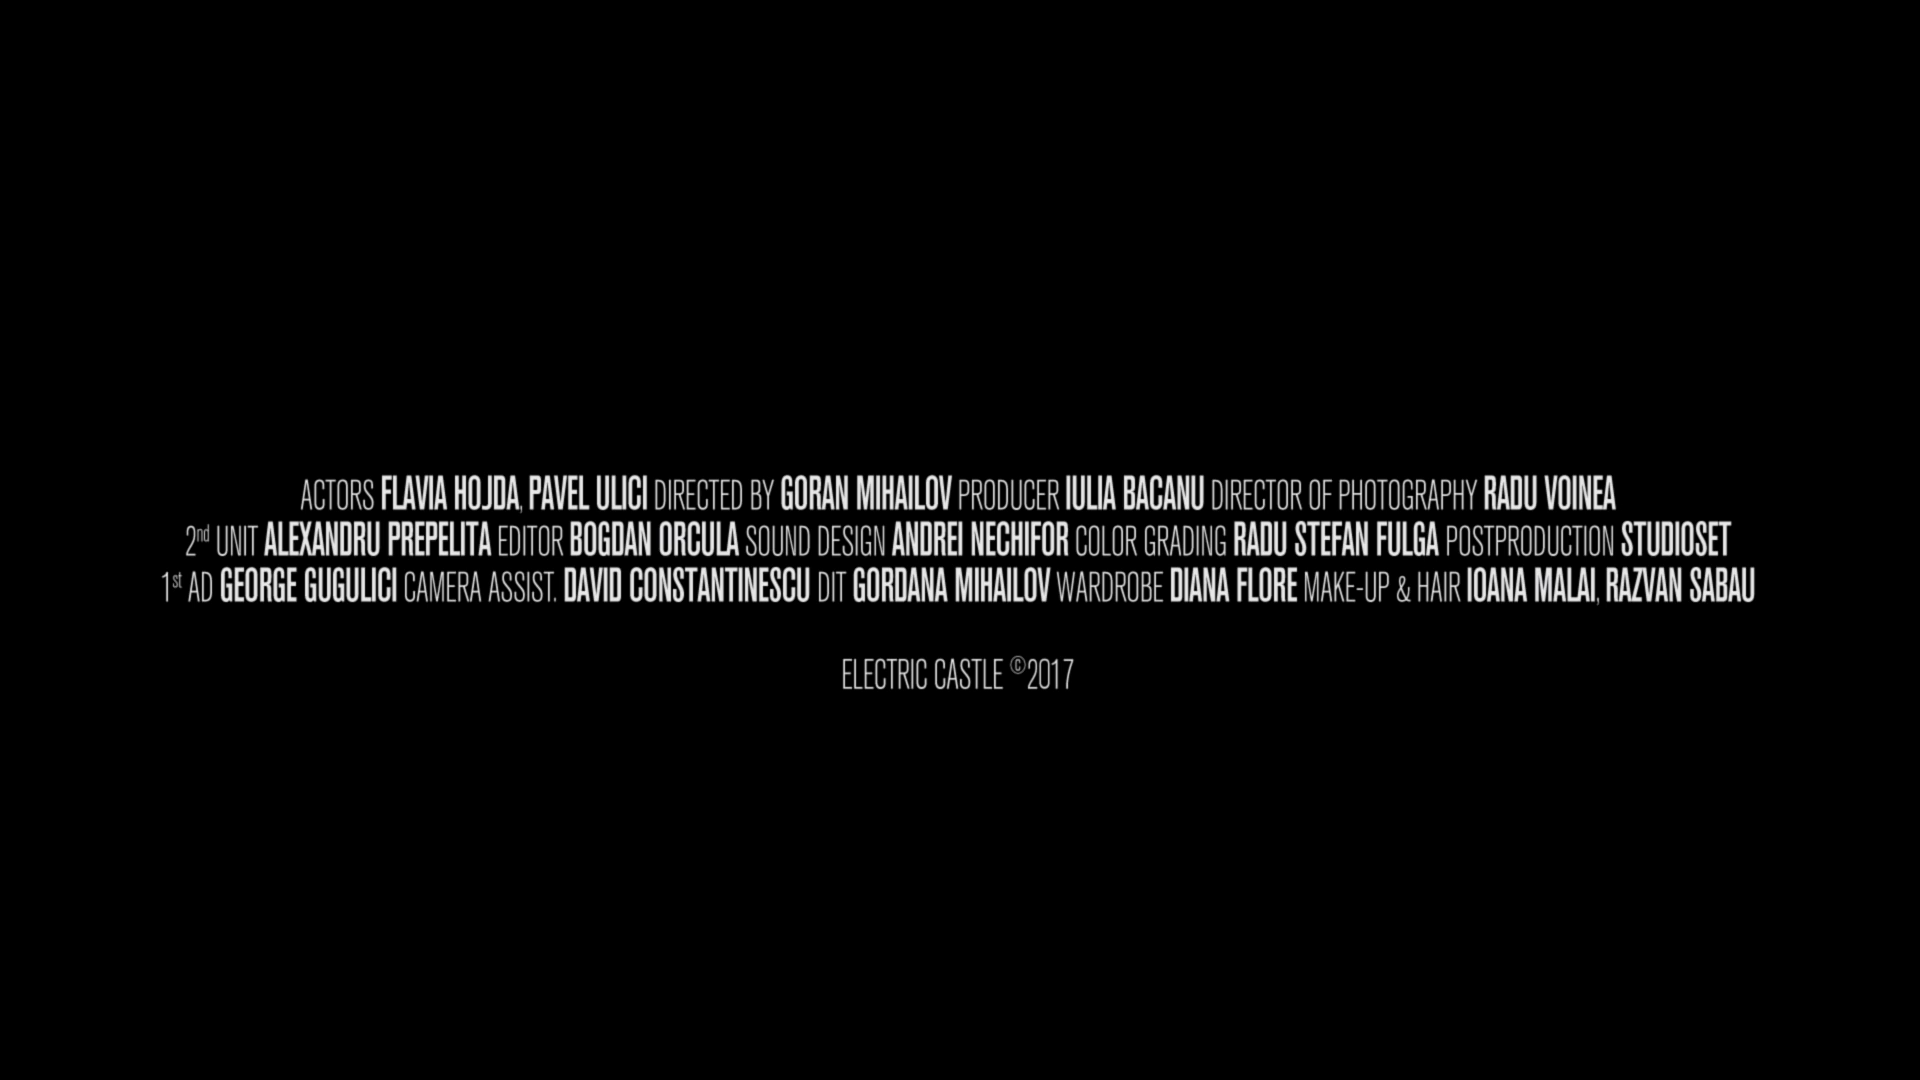 ACTORS FLAVIA HOJDA, PAVEL ULICI DIRECTED BY GORAN MIHAILOV PRODUCER IULIA BACANU DIRECTOR OF PHOTOGRAPHY RADU VOINEA
2nd UNIT ALEXANDRU PREPELITA EDITOR BOGDAN ORCULA SOUND DESIGN ANDREI NECHIFOR COLOR GRADING RADU STEFAN FULGA POSTPRODUCTION STUDIOSET
1st AD GEORGE GUGULICI CAMERA ASSIST. DAVID CONSTANTINESCU DIT GORDANA MIHAILOV WARDROBE DIANA FLORE MAKE-UP & HAIR IOANA MALAI, RAZVAN SABAU
ELECTRIC CASTLE ©2017